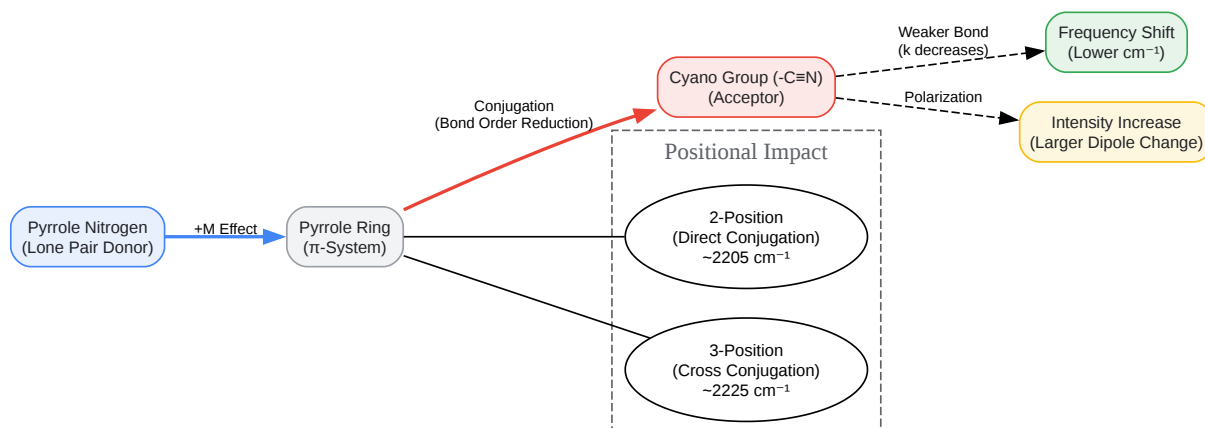 Pyrrole Nitrogen
(Lone Pair Donor)
+M Effect
Pyrrole Ring
(π-System)
Conjugation
(Bond Order Reduction)
Cyano Group (-C≡N)
(Acceptor)
Weaker Bond
(k decreases)
Frequency Shift
(Lower cm⁻¹)
Polarization
Intensity Increase
(Larger Dipole Change)
Positional Impact
2-Position
(Direct Conjugation)
~2205 cm⁻¹
3-Position
(Cross Conjugation)
~2225 cm⁻¹